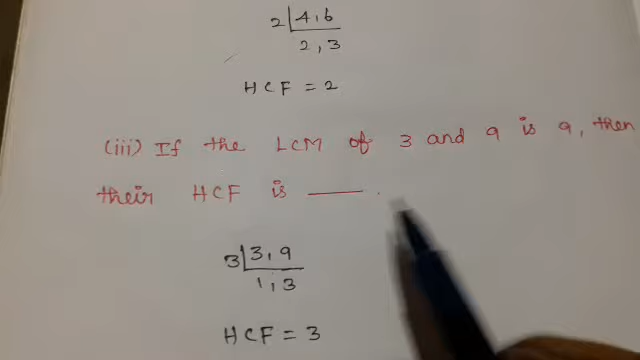 2 4, 6
2, 3
HCF = 2
(iii) If the LCM of 3 and 9 is 9, then
their HCF is ——.
3 3, 9
1, 3
HCF = 3